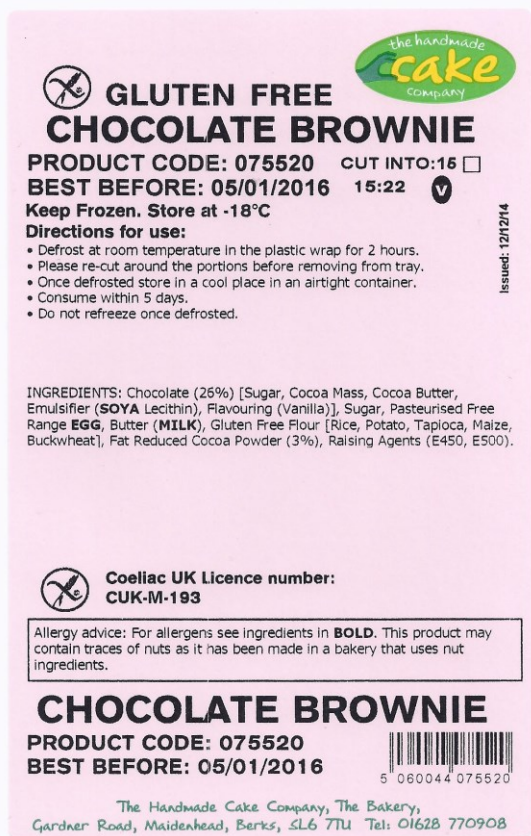 the handmade
cake
company
GLUTEN FREE
CHOCOLATE BROWNIE
PRODUCT CODE: 075520 CUT INTO:15
BEST BEFORE: 05/01/2016 15:22 V
Keep Frozen. Store at -18°C
Issued: 12/12/14
Directions for use:
• Defrost at room temperature in the plastic wrap for 2 hours.
• Please re-cut around the portions before removing from tray.
• Once defrosted store in a cool place in an airtight container.
• Consume within 5 days.
• Do not refreeze once defrosted.
INGREDIENTS: Chocolate (26%) [Sugar, Cocoa Mass, Cocoa Butter,
Emulsifier (SOYA Lecithin), Flavouring (Vanilla)], Sugar, Pasteurised Free
Range EGG, Butter (MILK), Gluten Free Flour [Rice, Potato, Tapioca, Maize,
Buckwheat], Fat Reduced Cocoa Powder (3%), Raising Agents (E450, E500).
Coeliac UK Licence number:
CUK-M-193
Allergy advice: For allergens see ingredients in BOLD. This product may
contain traces of nuts as it has been made in a bakery that uses nut
ingredients.
CHOCOLATE BROWNIE
PRODUCT CODE: 075520
BEST BEFORE: 05/01/2016
5 060044 075520
The Handmade Cake Company, The Bakery,
Gardner Road, Maidenhead, Berks, SL6 7TU Tel: 01628 770908